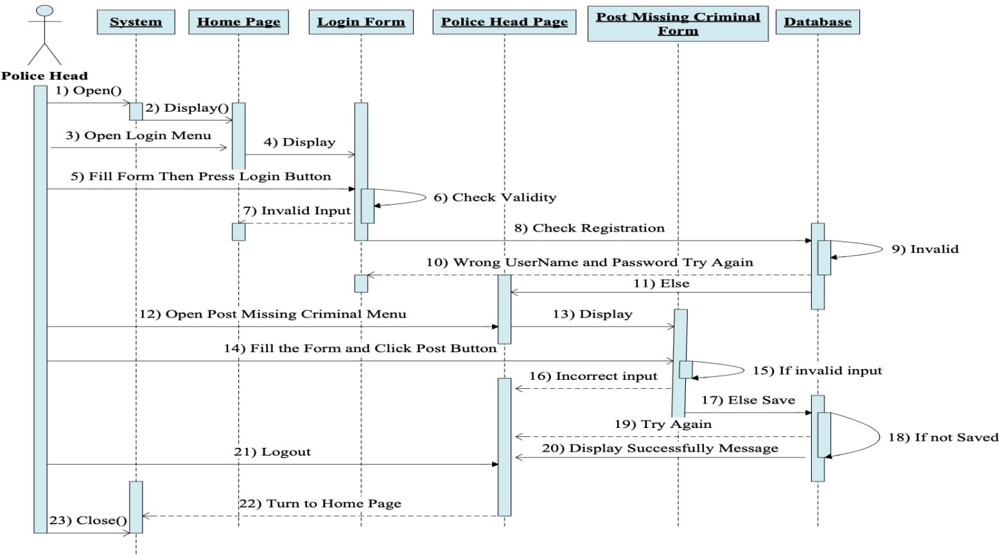 System
Home Page
Login Form
Police Head Page
Post Missing Criminal
Form
Database
Police Head
1) Open()
2) Display()
3) Open Login Menu
4) Display
5) Fill Form Then Press Login Button
6) Check Validity
7) Invalid Input
8) Check Registration
9) Invalid
10) Wrong UserName and Password Try Again
11) Else
12) Open Post Missing Criminal Menu
13) Display
14) Fill the Form and Click Post Button
15) If invalid input
16) Incorrect input
17) Else Save
18) If not Saved
19) Try Again
20) Display Successfully Message
21) Logout
22) Turn to Home Page
23) Close()